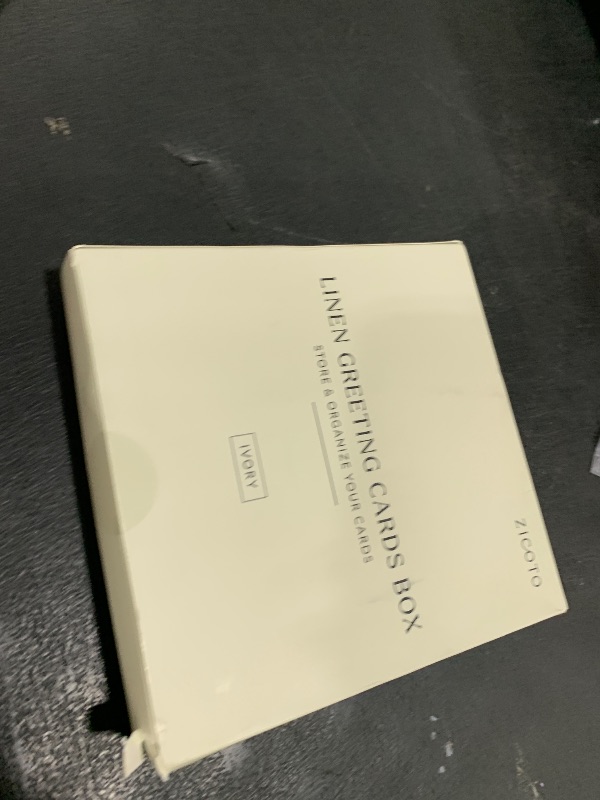 ZICOTO
LINEN GREETING CARDS BOX
STORE & ORGANIZE YOUR CARDS
IVORY